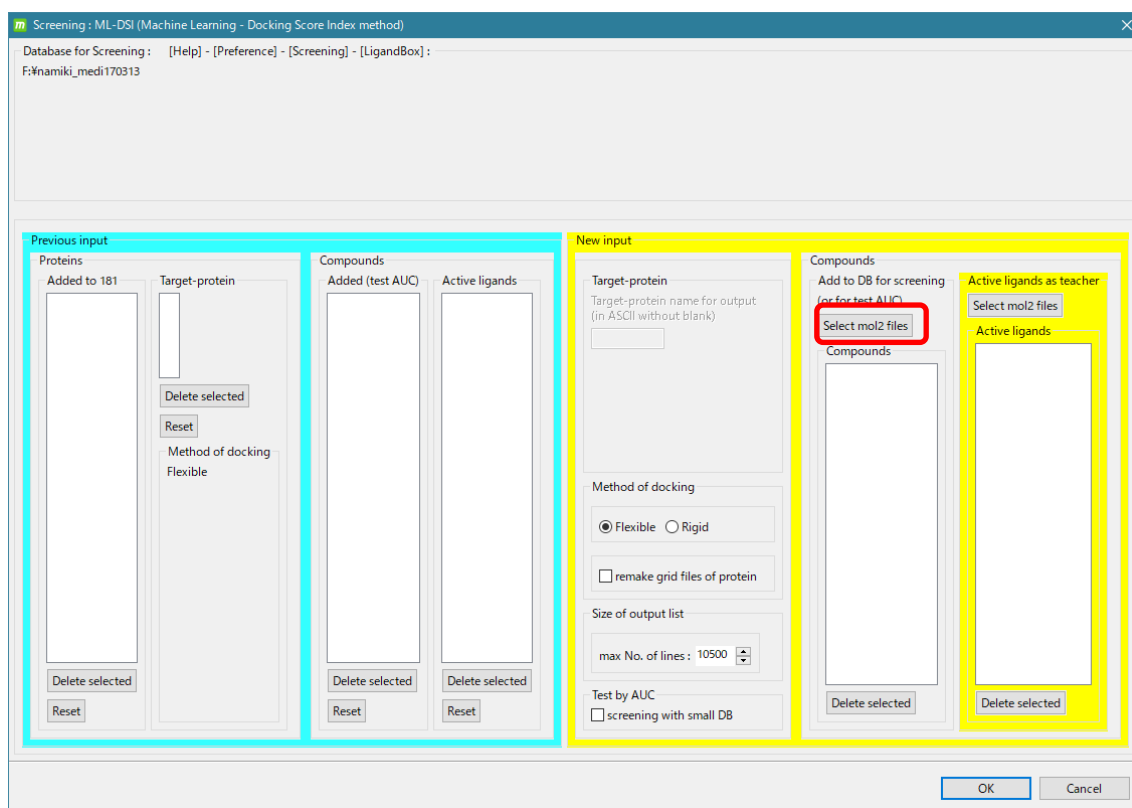 m Screening : ML-DSI (Machine Learning - Docking Score Index method)
Database for Screening : [Help] - [Preference] - [Screening] - [LigandBox] :
F:¥namiki_medi170313
Previous input
Proteins
Added to 181
Delete selected
Reset
Target-protein
Delete selected
Reset
Method of docking
Flexible
Compounds
Added (test AUC)
Delete selected
Reset
Active ligands
Delete selected
Reset
New input
Target-protein
Target-protein name for output
(in ASCII without blank)
Method of docking
Flexible
Rigid
remake grid files of protein
Size of output list
max No. of lines : 10500
Test by AUC
screening with small DB
Compounds
Add to DB for screening
(or for test AUC)
Select mol2 files
Compounds
Delete selected
Active ligands as teacher
Select mol2 files
Active ligands
Delete selected
OK
Cancel